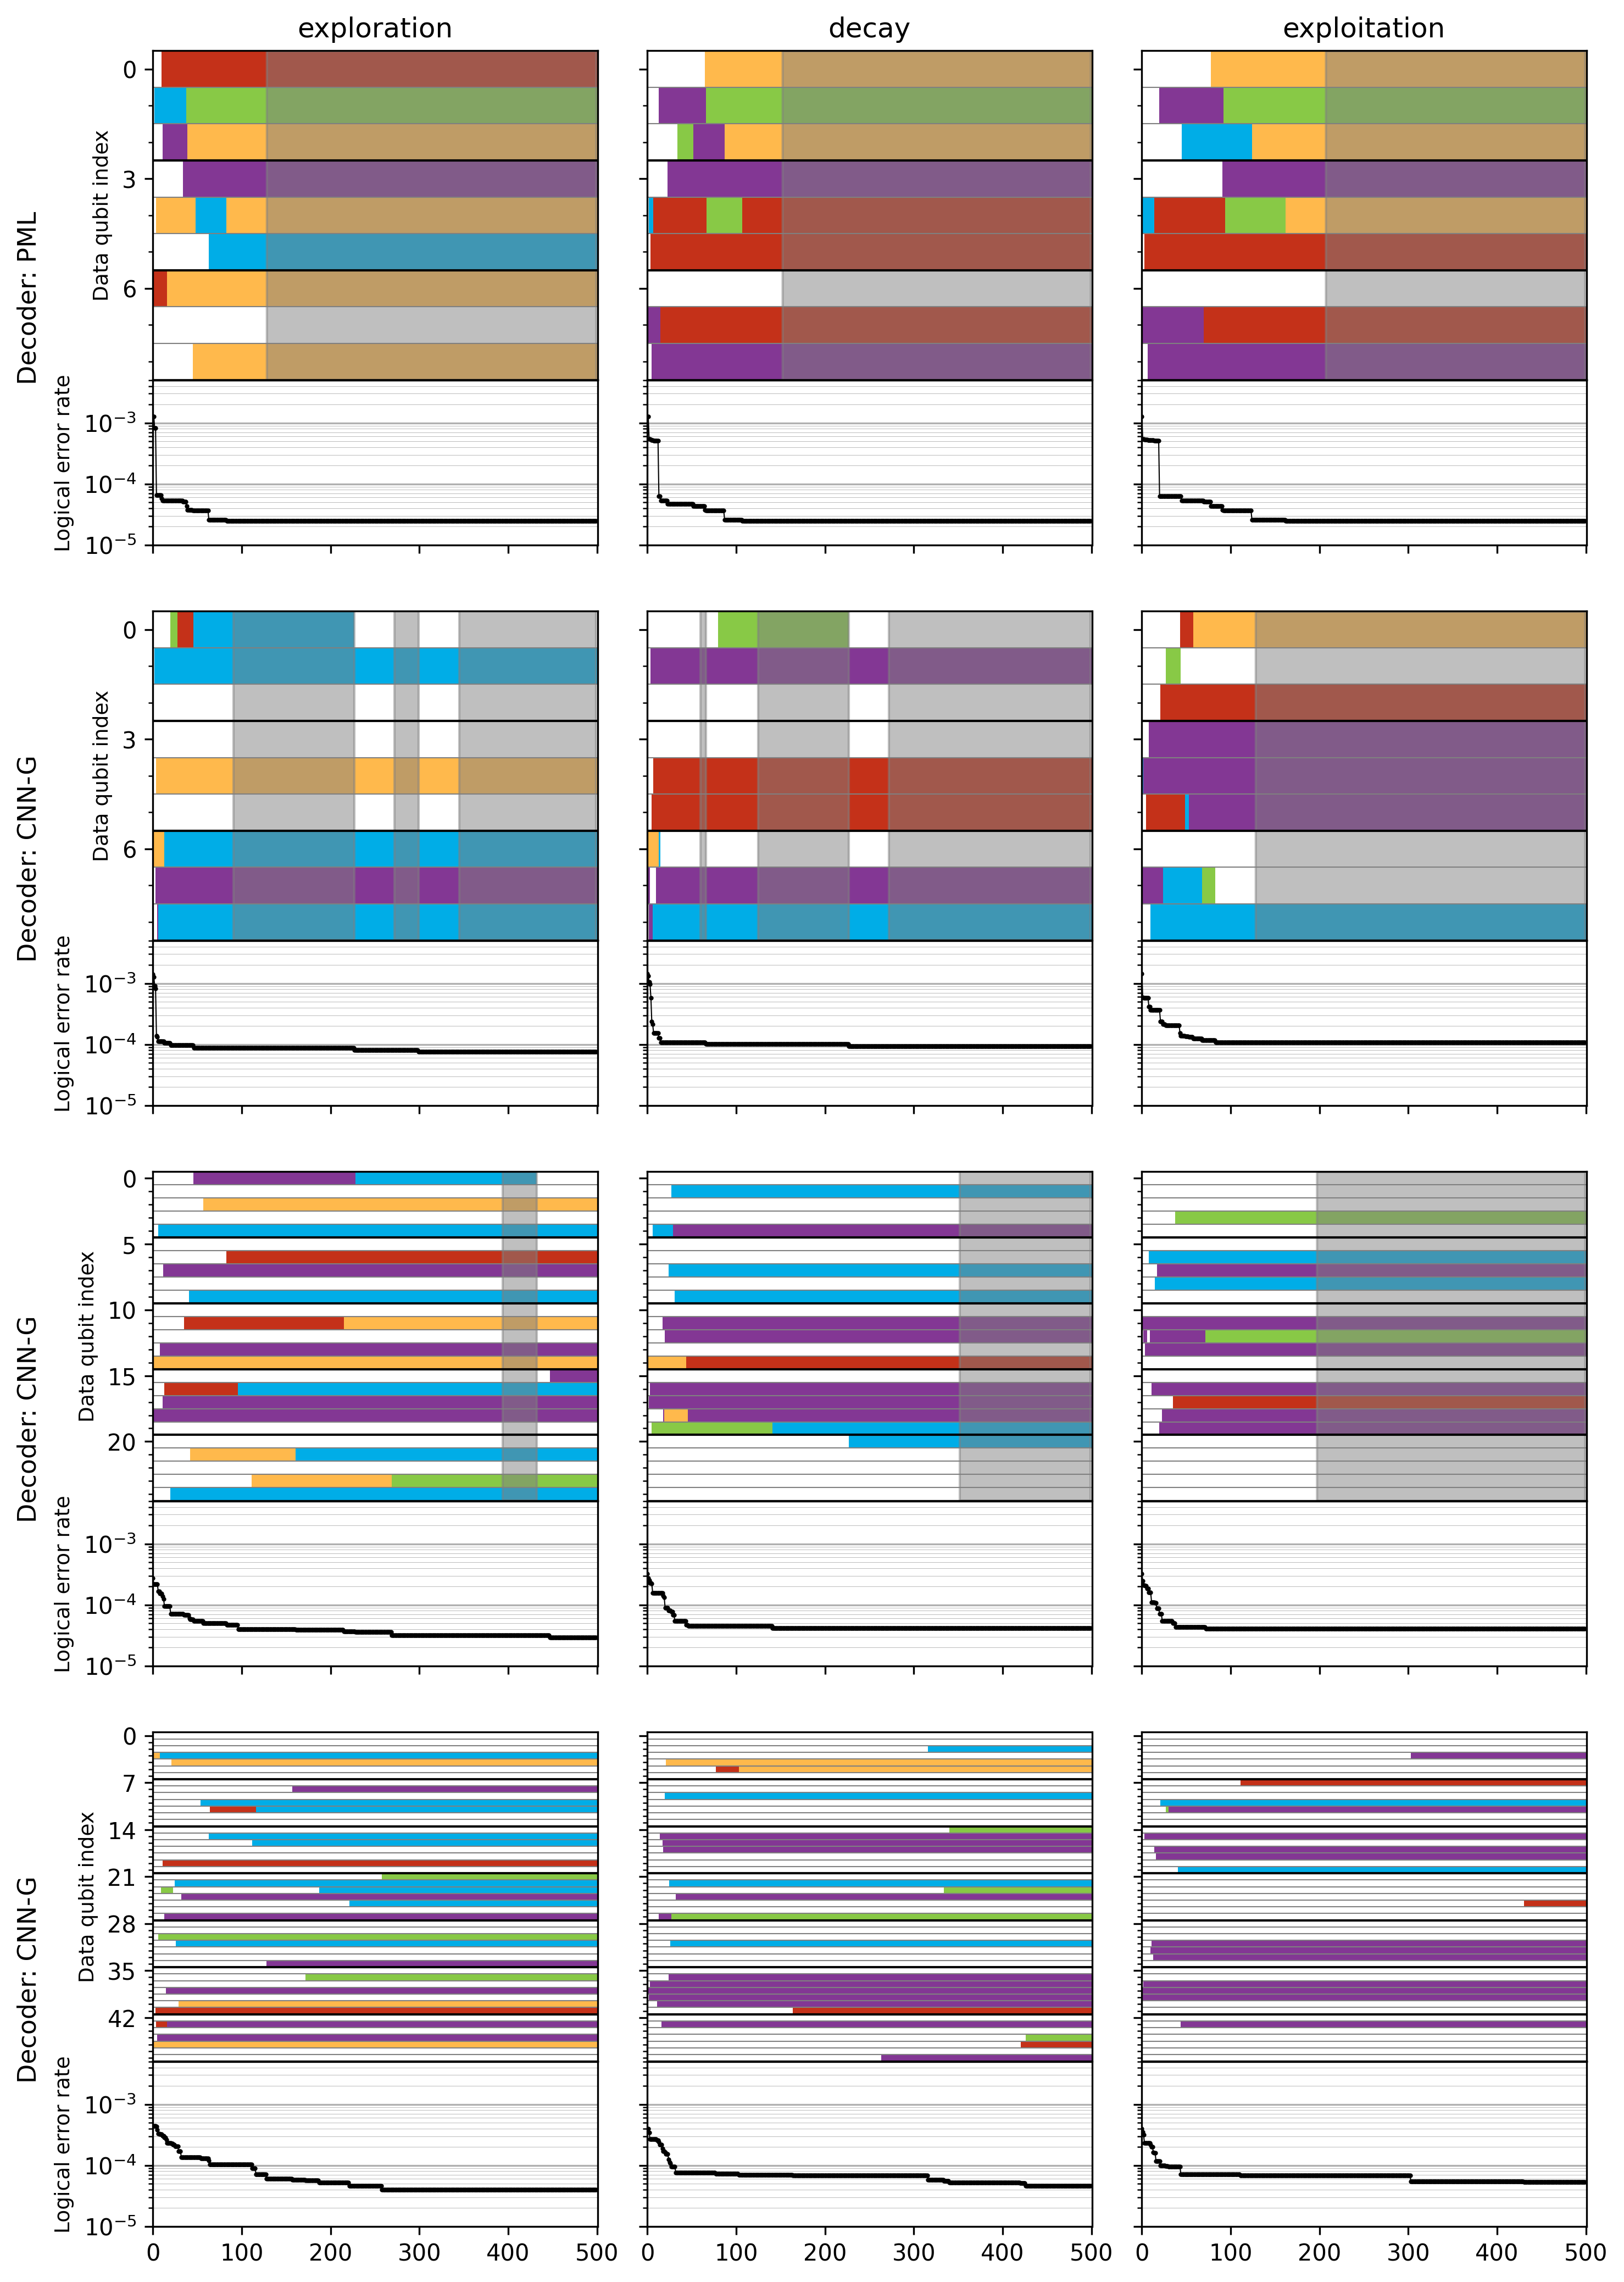 exploration decay exploitation
Decoder: PML
Data qubit index
0
3
6
Logical error rate
10⁻³
10⁻⁴
10⁻⁵
Decoder: CNN-G
Data qubit index
0
3
6
Logical error rate
10⁻³
10⁻⁴
10⁻⁵
Decoder: CNN-G
Data qubit index
0
5
10
15
20
Logical error rate
10⁻³
10⁻⁴
10⁻⁵
Decoder: CNN-G
Data qubit index
0
7
14
21
28
35
42
Logical error rate
10⁻³
10⁻⁴
10⁻⁵
0 100 200 300 400 500 0 100 200 300 400 500 0 100 200 300 400 500